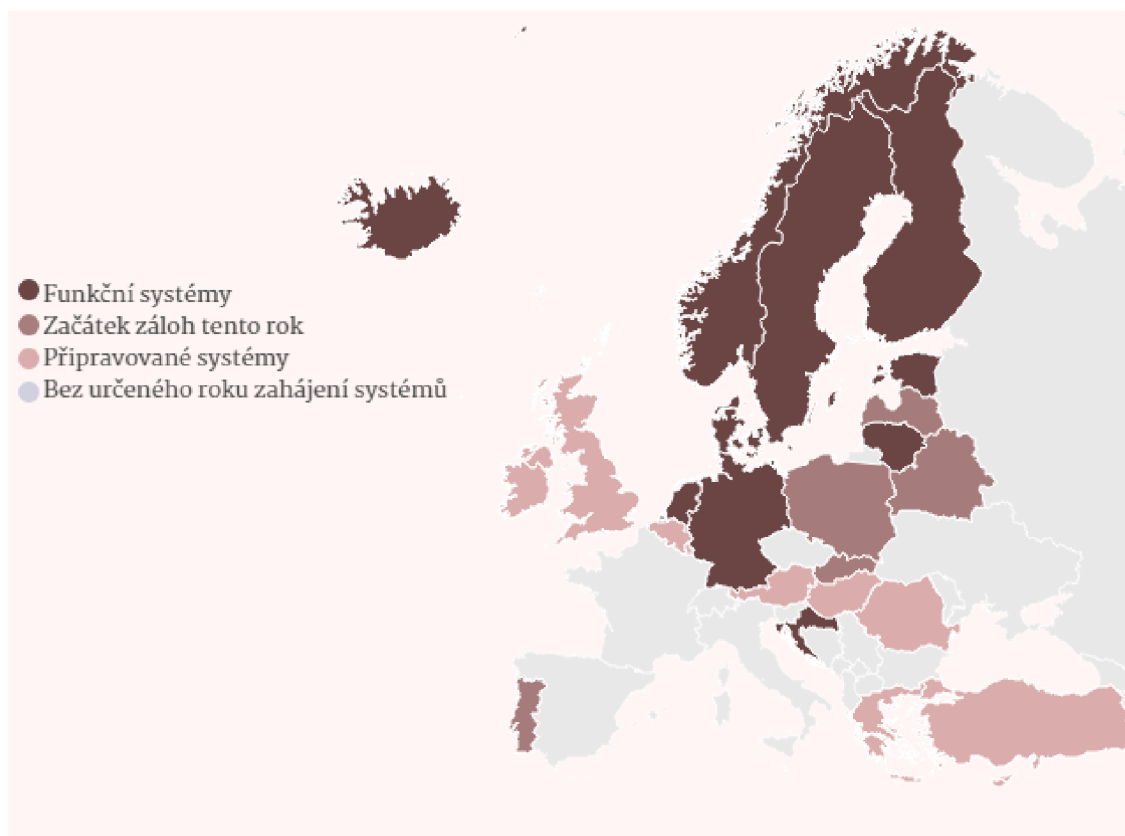 Funkční systémy
Začátek záloh tento rok
Připravované systémy
Bez určeného roku zahájení systémů